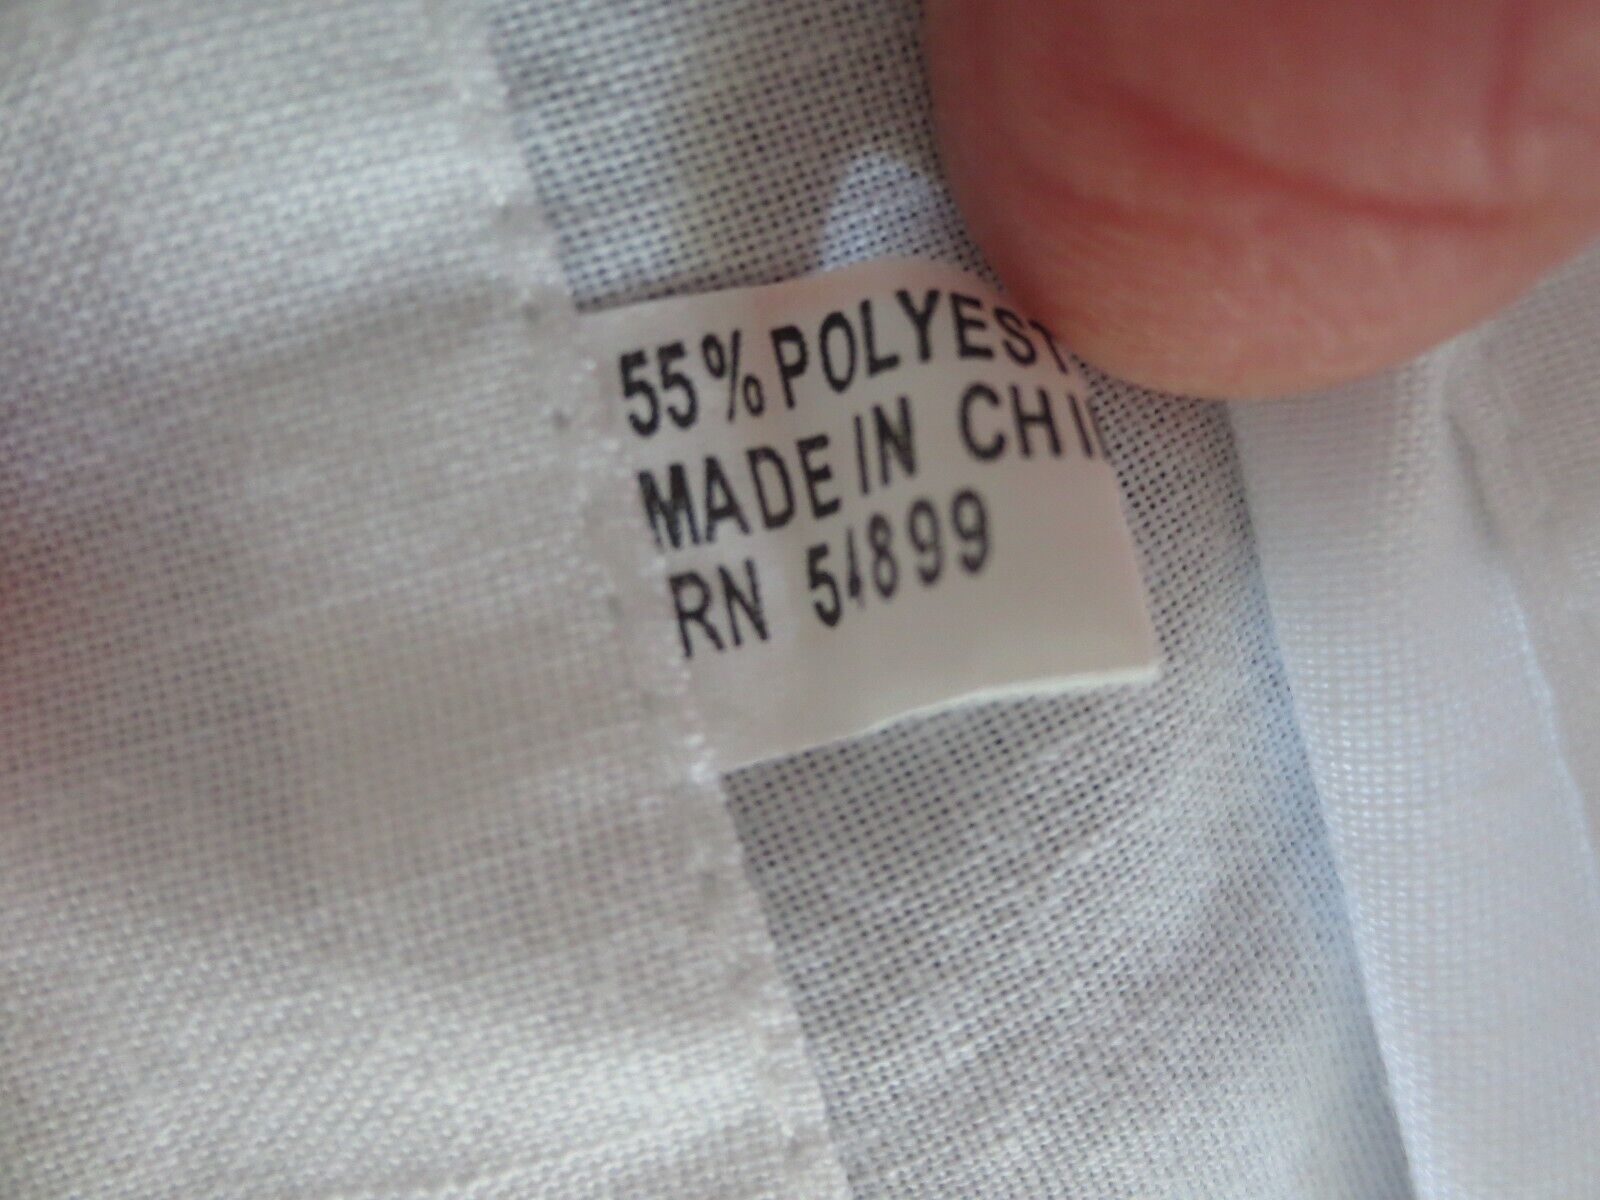 55% POLYEST
MADE IN CHI
RN 54899